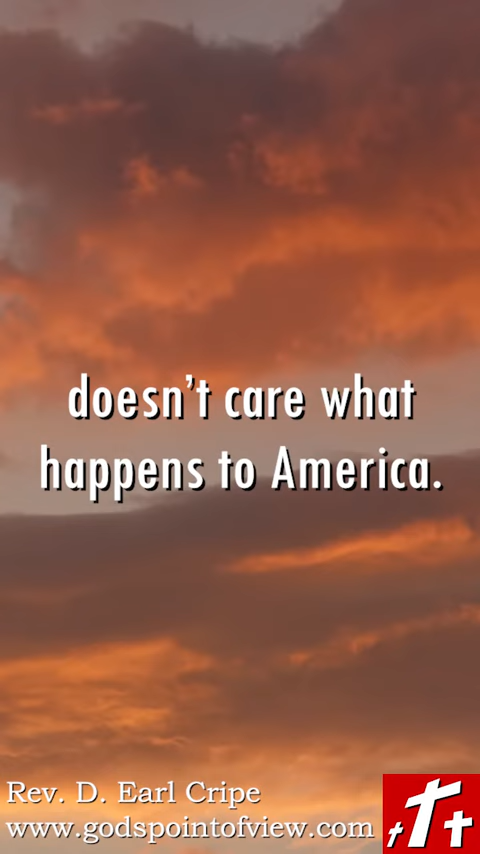 doesn't care what
happens to America.
Rev. D. Earl Cripe
www.godspointofview.com